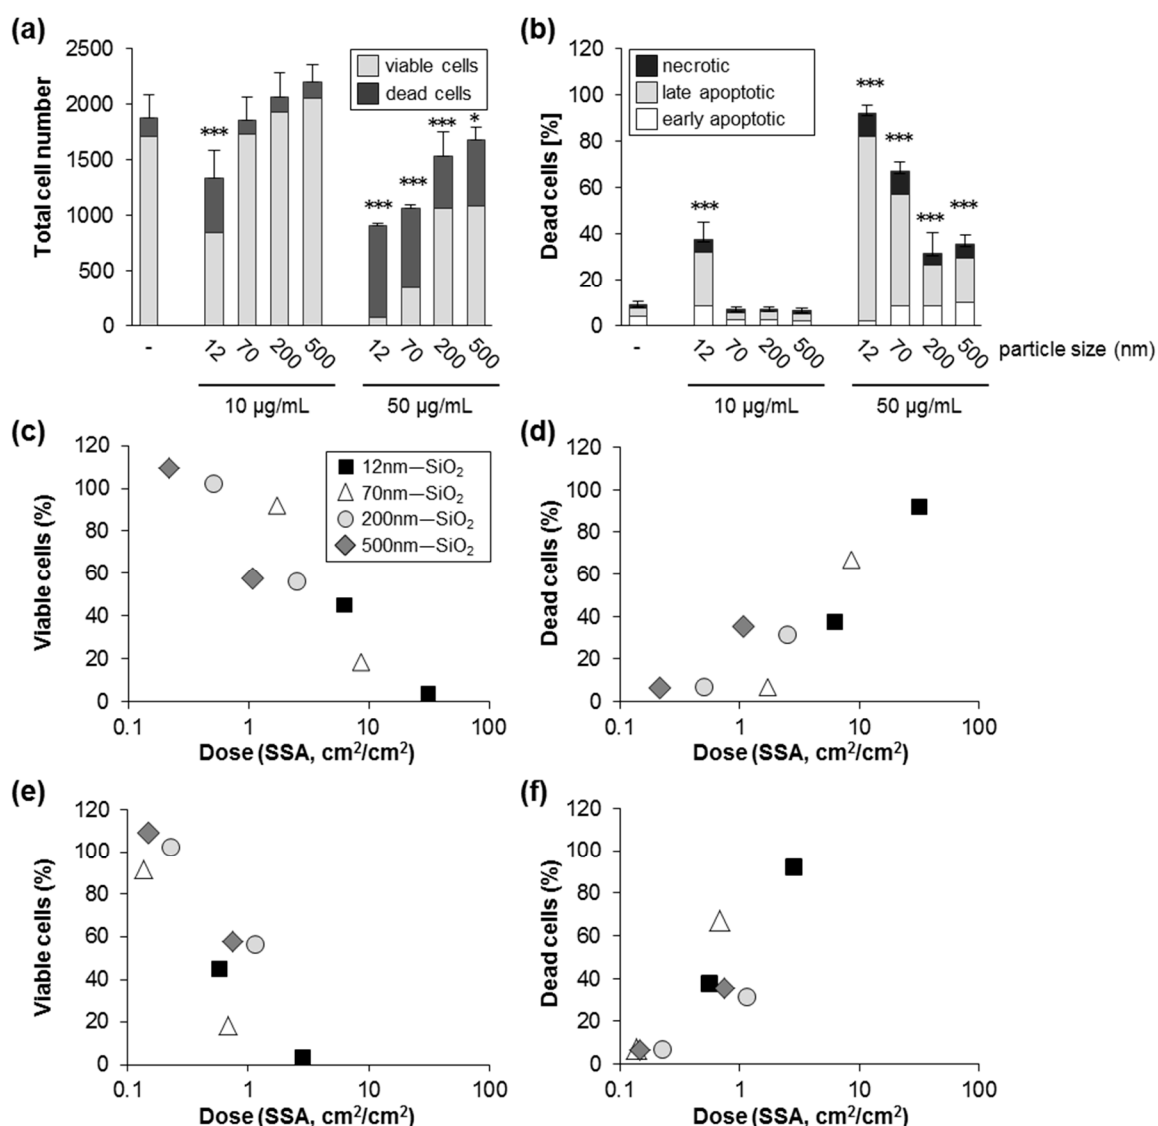 (a)
2500
2000
1500
1000
500
0
Total cell number
viable cells
dead cells
***
***
***
***
*
-
12
70
200
500
12
70
200
500
10 µg/mL
50 µg/mL
(b)
120
100
80
60
40
20
0
Dead cells [%]
necrotic
late apoptotic
early apoptotic
***
***
***
***
***
-
12
70
200
500
12
70
200
500
particle size (nm)
10 µg/mL
50 µg/mL
(c)
120
100
80
60
40
20
0
Viable cells (%)
12nm—SiO2
70nm—SiO2
200nm—SiO2
500nm—SiO2
0.1
1
10
100
Dose (SSA, cm²/cm²)
(d)
120
100
80
60
40
20
0
Dead cells (%)
0.1
1
10
100
Dose (SSA, cm²/cm²)
(e)
120
100
80
60
40
20
0
Viable cells (%)
0.1
1
10
100
Dose (SSA, cm²/cm²)
(f)
120
100
80
60
40
20
0
Dead cells (%)
0.1
1
10
100
Dose (SSA, cm²/cm²)